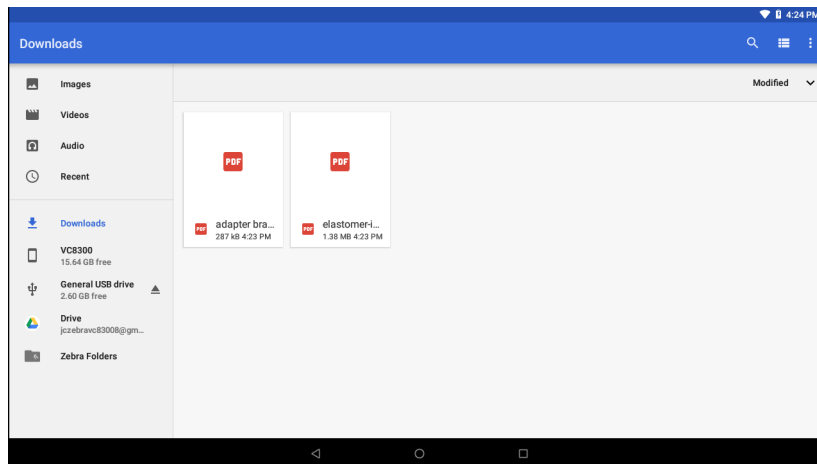 4:24 PM
Downloads
Images
Videos
Audio
Recent
Downloads
VC8300
15.64 GB free
General USB drive
2.60 GB free
Drive
jczebravc83008@gm...
Zebra Folders
Modified
PDF
PDF
PDF adapter bra...
287 kB 4:23 PM
PDF elastomer-i...
1.38 MB 4:23 PM